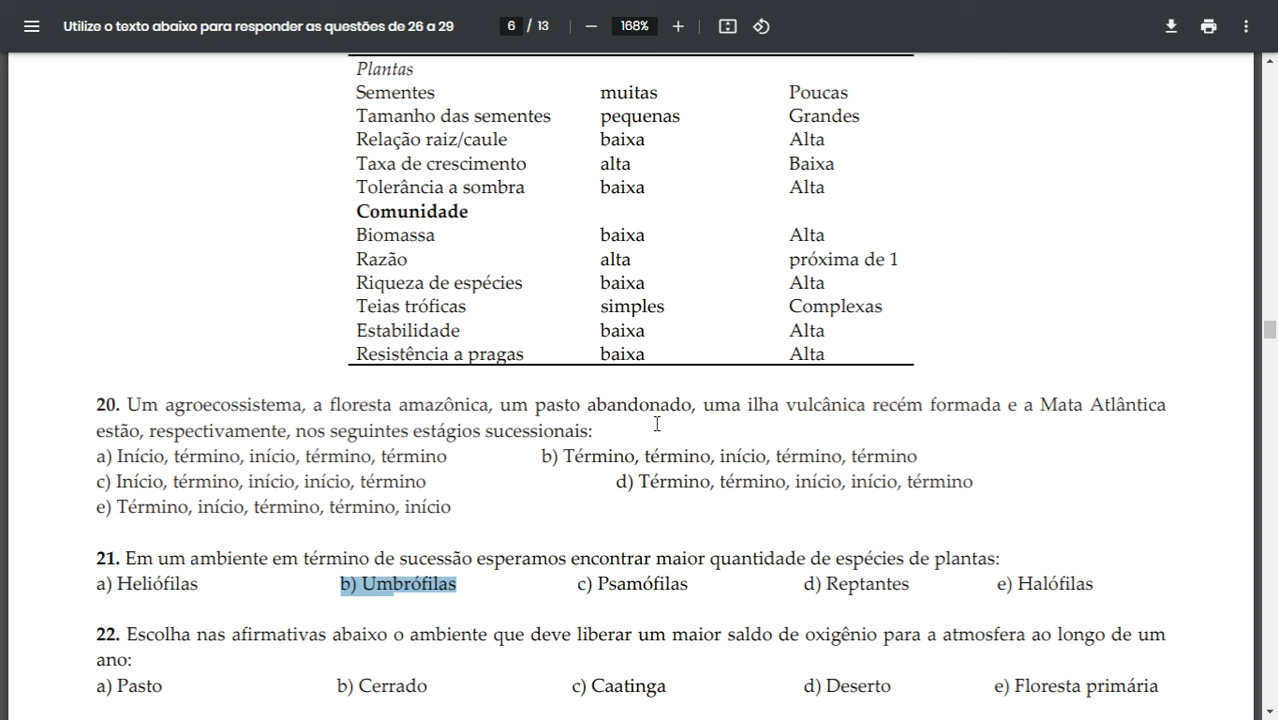 Utilize o texto abaixo para responder as questões de 26 a 29
6 / 13
168%
Plantas
Sementes muitas Poucas
Tamanho das sementes pequenas Grandes
Relação raiz/caule baixa Alta
Taxa de crescimento alta Baixa
Tolerância a sombra baixa Alta
Comunidade
Biomassa baixa Alta
Razão alta próxima de 1
Riqueza de espécies baixa Alta
Teias tróficas simples Complexas
Estabilidade baixa Alta
Resistência a pragas baixa Alta
20. Um agroecossistema, a floresta amazônica, um pasto abandonado, uma ilha vulcânica recém formada e a Mata Atlântica
estão, respectivamente, nos seguintes estágios sucessionais:
a) Início, término, início, término, término b) Término, término, início, término, término
c) Início, término, início, início, término d) Término, término, início, início, término
e) Término, início, término, término, início
21. Em um ambiente em término de sucessão esperamos encontrar maior quantidade de espécies de plantas:
a) Heliófilas b) Umbrófilas c) Psamófilas d) Reptantes e) Halófilas
22. Escolha nas afirmativas abaixo o ambiente que deve liberar um maior saldo de oxigênio para a atmosfera ao longo de um
ano:
a) Pasto b) Cerrado c) Caatinga d) Deserto e) Floresta primária